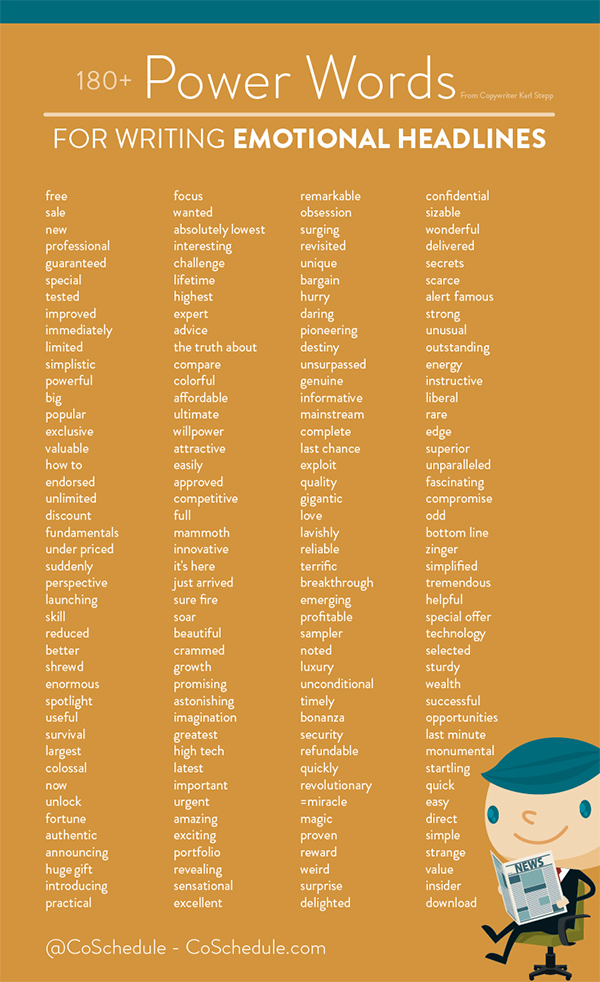 180+ Power Words From Copywriter Karl Stepp
FOR WRITING EMOTIONAL HEADLINES
free
sale
new
professional
guaranteed
special
tested
improved
immediately
limited
simplistic
powerful
big
popular
exclusive
valuable
how to
endorsed
unlimited
discount
fundamentals
under priced
suddenly
perspective
launching
skill
reduced
better
shrewd
enormous
spotlight
useful
survival
largest
colossal
now
unlock
fortune
authentic
announcing
huge gift
introducing
practical
focus
wanted
absolutely lowest
interesting
challenge
lifetime
highest
expert
advice
the truth about
compare
colorful
affordable
ultimate
willpower
attractive
easily
approved
competitive
full
mammoth
innovative
it's here
just arrived
sure fire
soar
beautiful
crammed
growth
promising
astonishing
imagination
greatest
high tech
latest
important
urgent
amazing
exciting
portfolio
revealing
sensational
excellent
remarkable
obsession
surging
revisited
unique
bargain
hurry
daring
pioneering
destiny
unsurpassed
genuine
informative
mainstream
complete
last chance
exploit
quality
gigantic
love
lavishly
reliable
terrific
breakthrough
emerging
profitable
sampler
noted
luxury
unconditional
timely
bonanza
security
refundable
quickly
revolutionary
=miracle
magic
proven
reward
weird
surprise
delighted
confidential
sizable
wonderful
delivered
secrets
scarce
alert famous
strong
unusual
outstanding
energy
instructive
liberal
rare
edge
superior
unparalleled
fascinating
compromise
odd
bottom line
zinger
simplified
tremendous
helpful
special offer
technology
selected
sturdy
wealth
successful
opportunities
last minute
monumental
startling
quick
easy
direct
simple
strange
value
insider
download
NEWS
@CoSchedule - CoSchedule.com